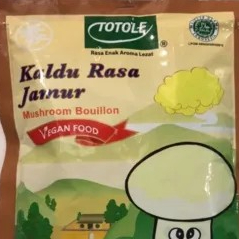 TOTOLE
®
Rasa Enak Aroma Lezat
Kaldu Rasa
Jamur
Mushroom Bouillon
VEGAN FOOD